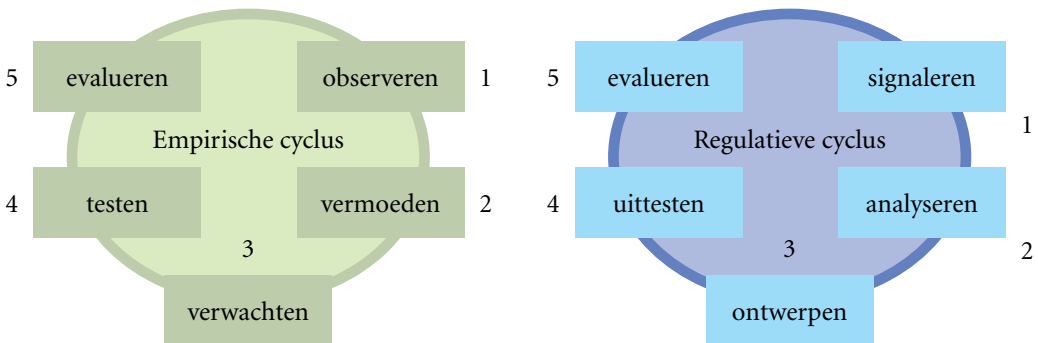 5 evalueren observeren 1
Empirische cyclus
4 testen vermoeden 2
3
verwachten
5 evalueren signaleren
1
Regulatieve cyclus
4 uittesten analyseren
3
2
ontwerpen